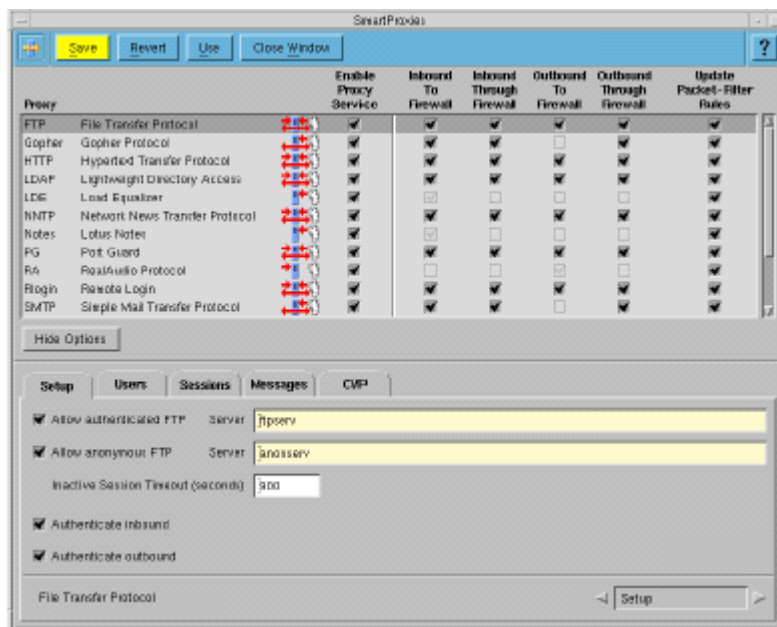 SmartProxies
Save Revert Use Close Window ?
Proxy Enable Proxy Service Inbound To Firewall Inbound Through Firewall Outbound To Firewall Outbound Through Firewall Update Packet-Filter Rules
FTP File Transfer Protocol
Gopher Gopher Protocol
HTTP Hypertext Transfer Protocol
LDAP Lightweight Directory Access
LDE Load Equalizer
NNTP Network News Transfer Protocol
Notes Lotus Notes
PG Port Guard
RA RealAudio Protocol
Rlogin Remote Login
SMTP Simple Mail Transfer Protocol
Hide Options
Setup Users Sessions Messages CVP
Allow authenticated FTP Server ftpserv
Allow anonymous FTP Server anonserv
Inactive Session Timeout (seconds) 900
Authenticate inbound
Authenticate outbound
File Transfer Protocol Setup